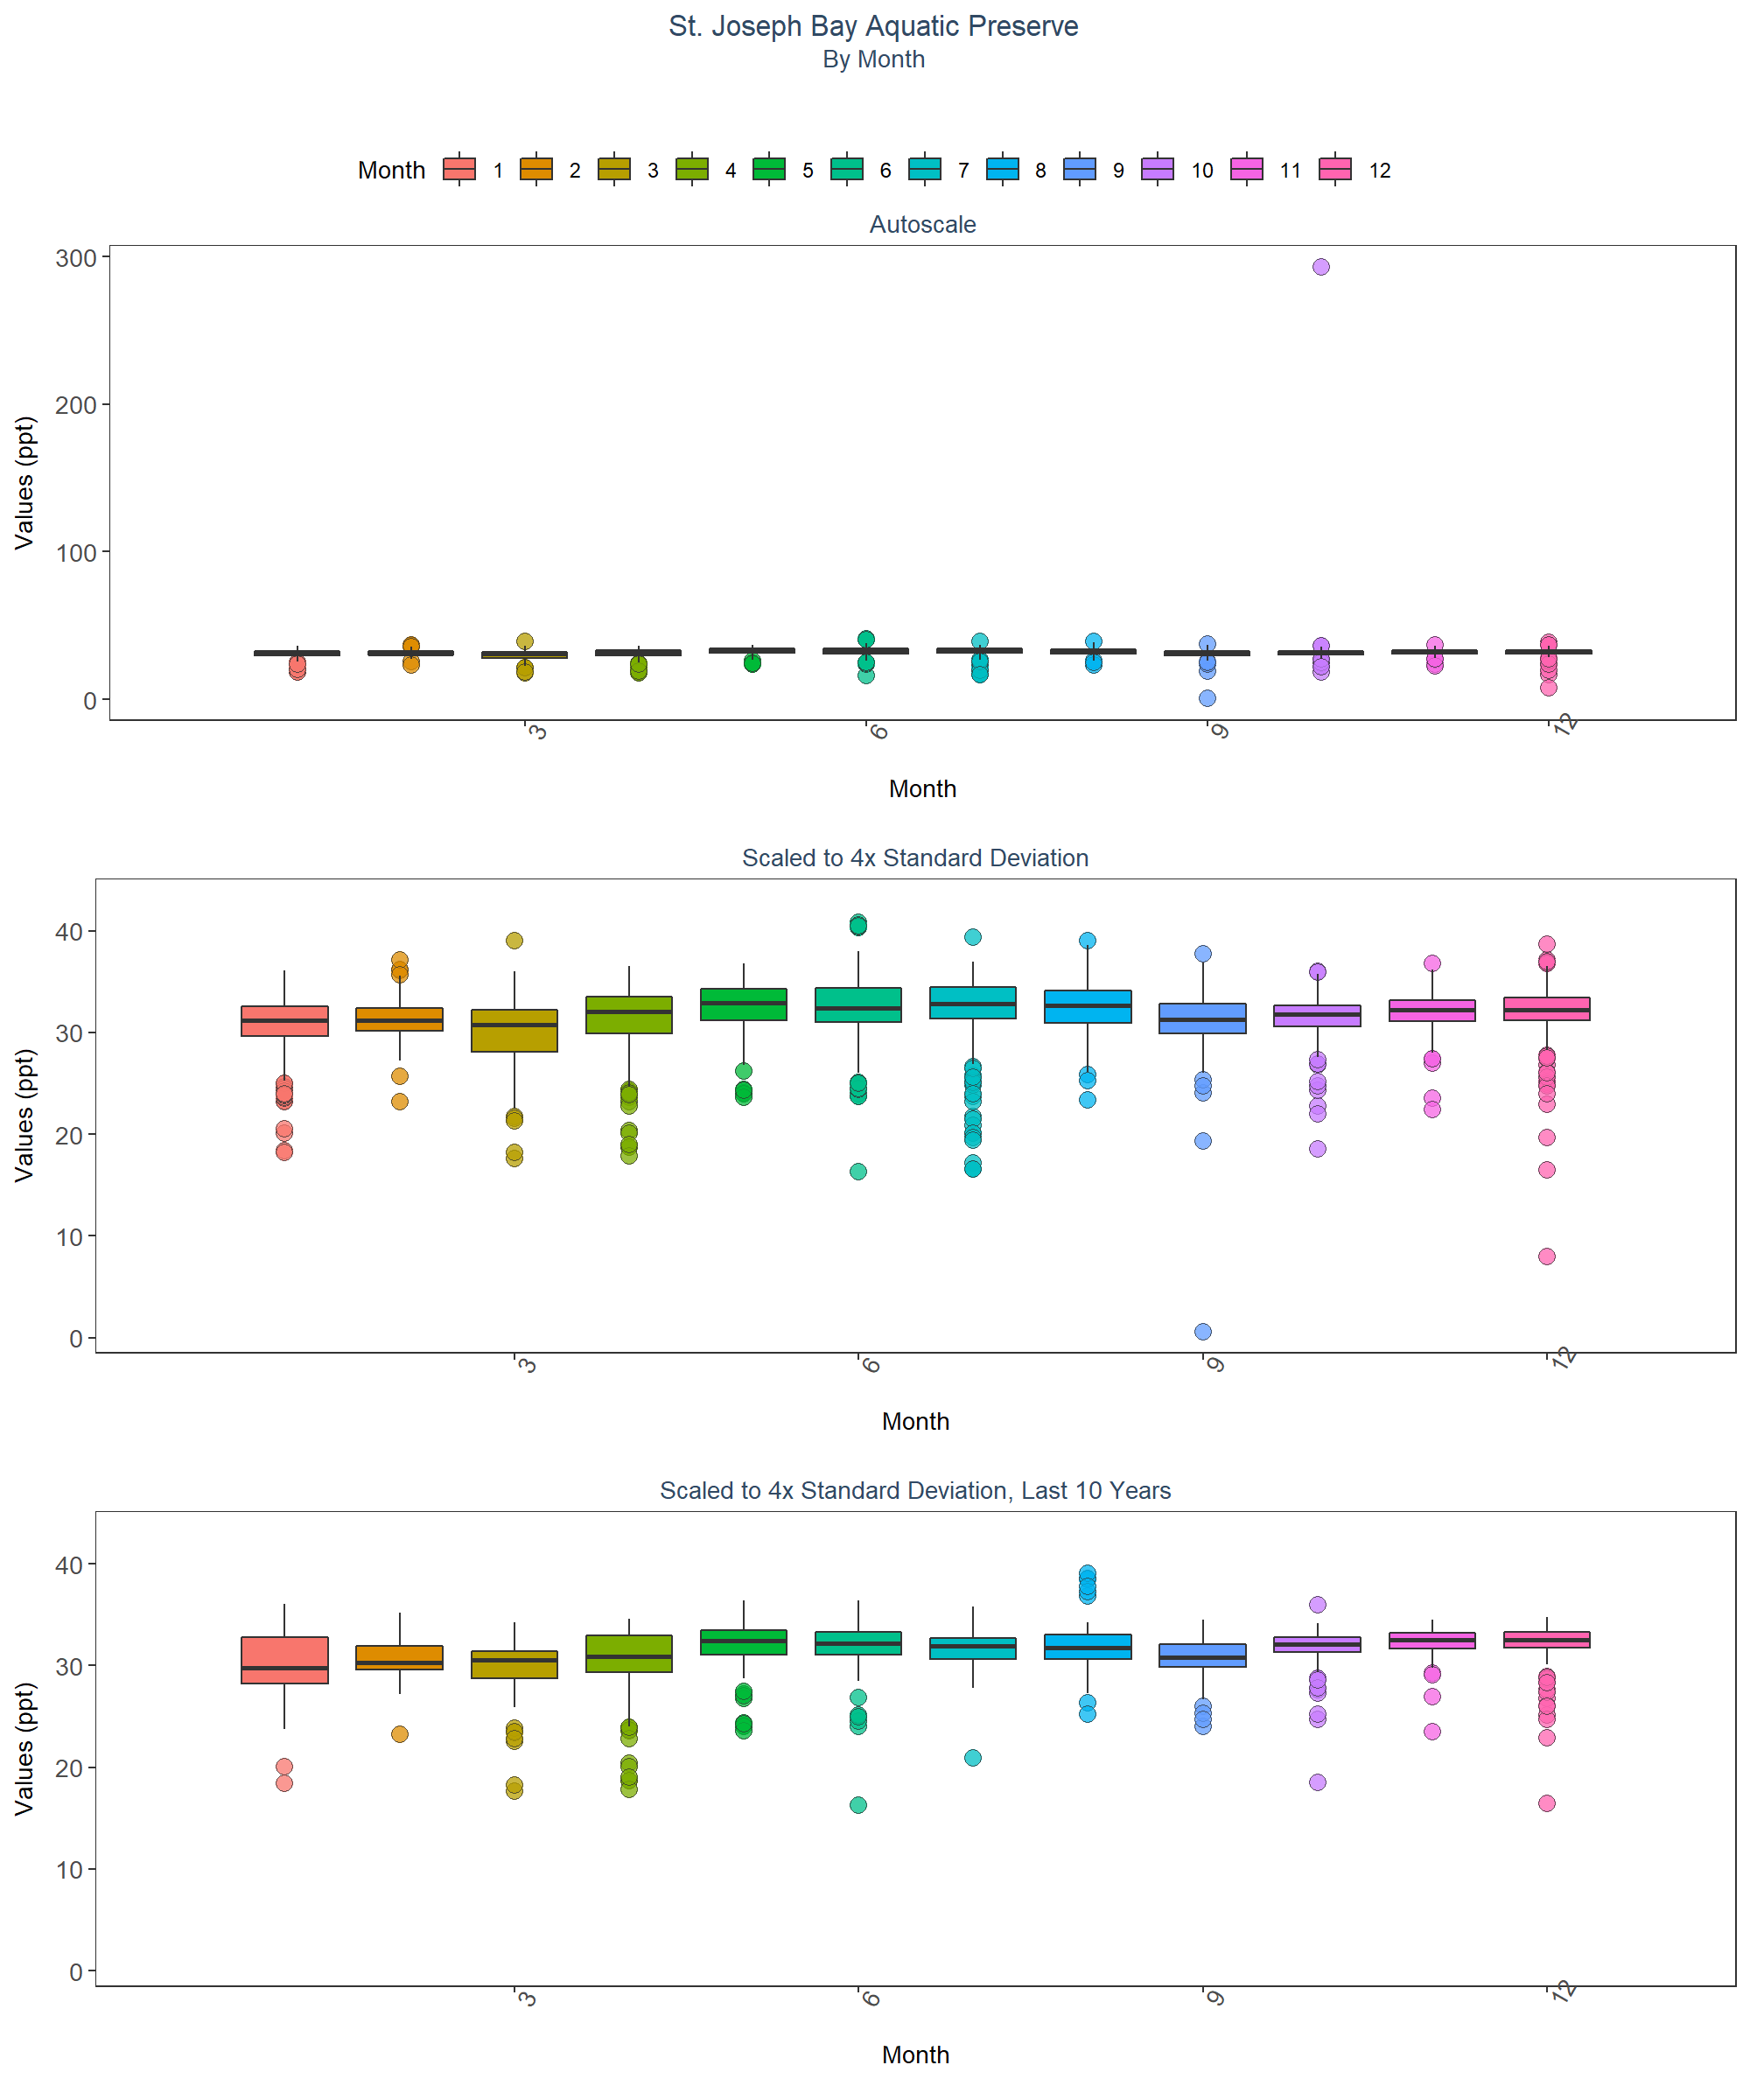 St. Joseph Bay Aquatic Preserve
By Month
Month 1 2 3 4 5 6 7 8 9 10 11 12
Autoscale
300
200
100
0
Values (ppt)
3 6 9 12
Month
Scaled to 4x Standard Deviation
40
30
20
10
0
Values (ppt)
3 6 9 12
Month
Scaled to 4x Standard Deviation, Last 10 Years
40
30
20
10
0
Values (ppt)
3 6 9 12
Month